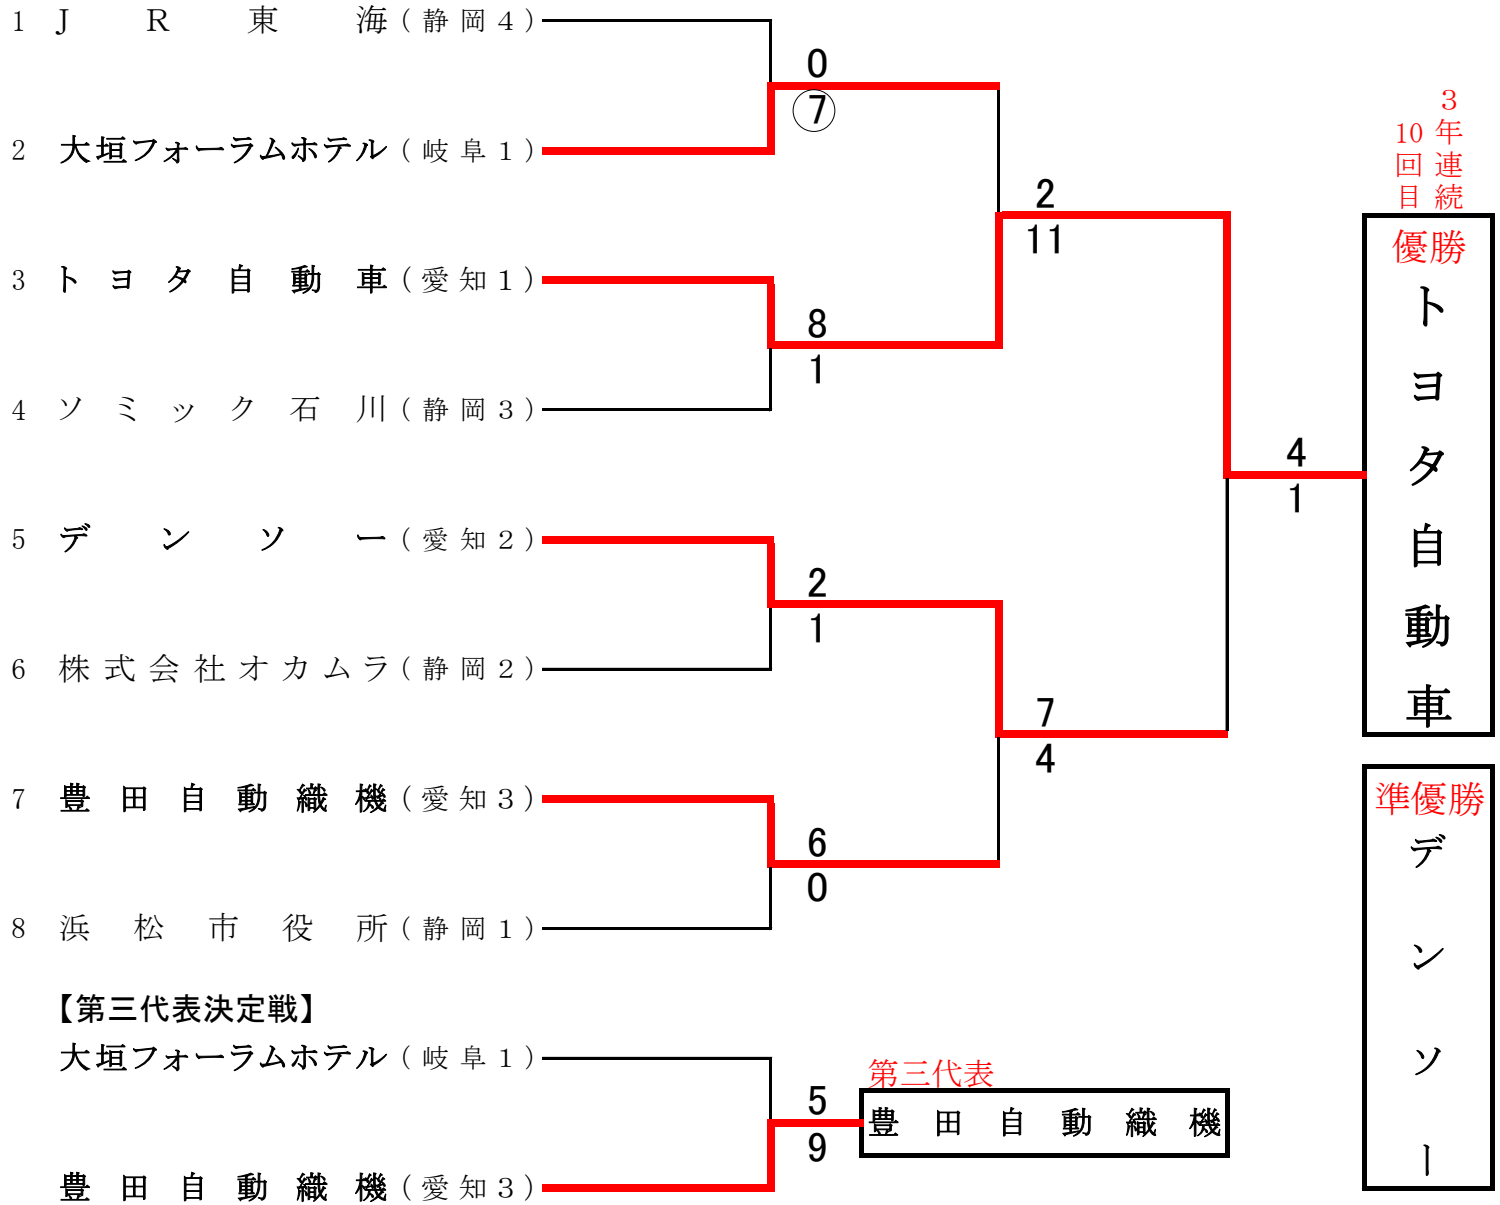 1 JR東海(静岡4)
0
⑦
2 大垣フォーラムホテル(岐阜1)
2
11
3 トヨタ自動車(愛知1)
8
1
4 ソミック石川(静岡3)
4
1
5 デンソー(愛知2)
2
1
6 株式会社オカムラ(静岡2)
7
4
7 豊田自動織機(愛知3)
6
0
8 浜松市役所(静岡1)
3年連続
10回目
優勝
トヨタ自動車
準優勝
デンソー
【第三代表決定戦】
大垣フォーラムホテル(岐阜1)
5
9
豊田自動織機(愛知3)
第三代表
豊田自動織機